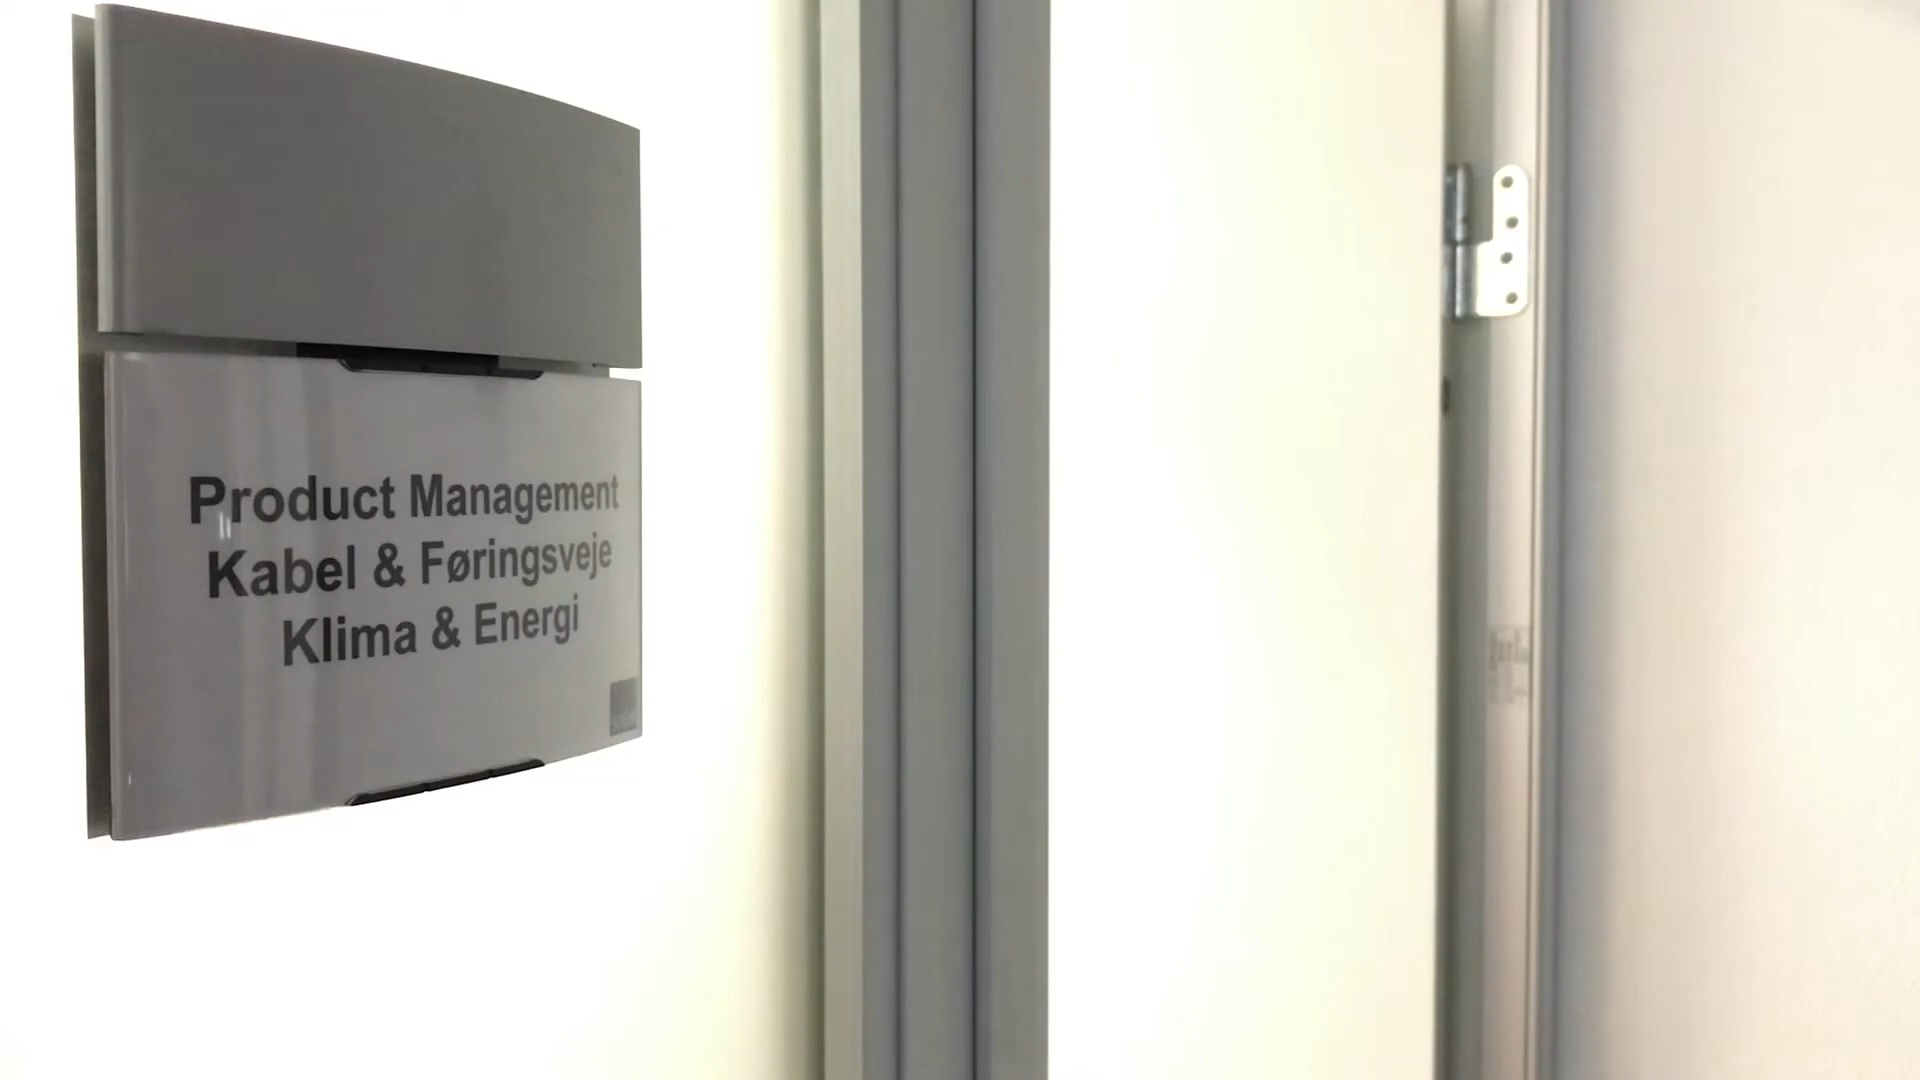 Product Management
Kabel & Føringsveje
Klima & Energi